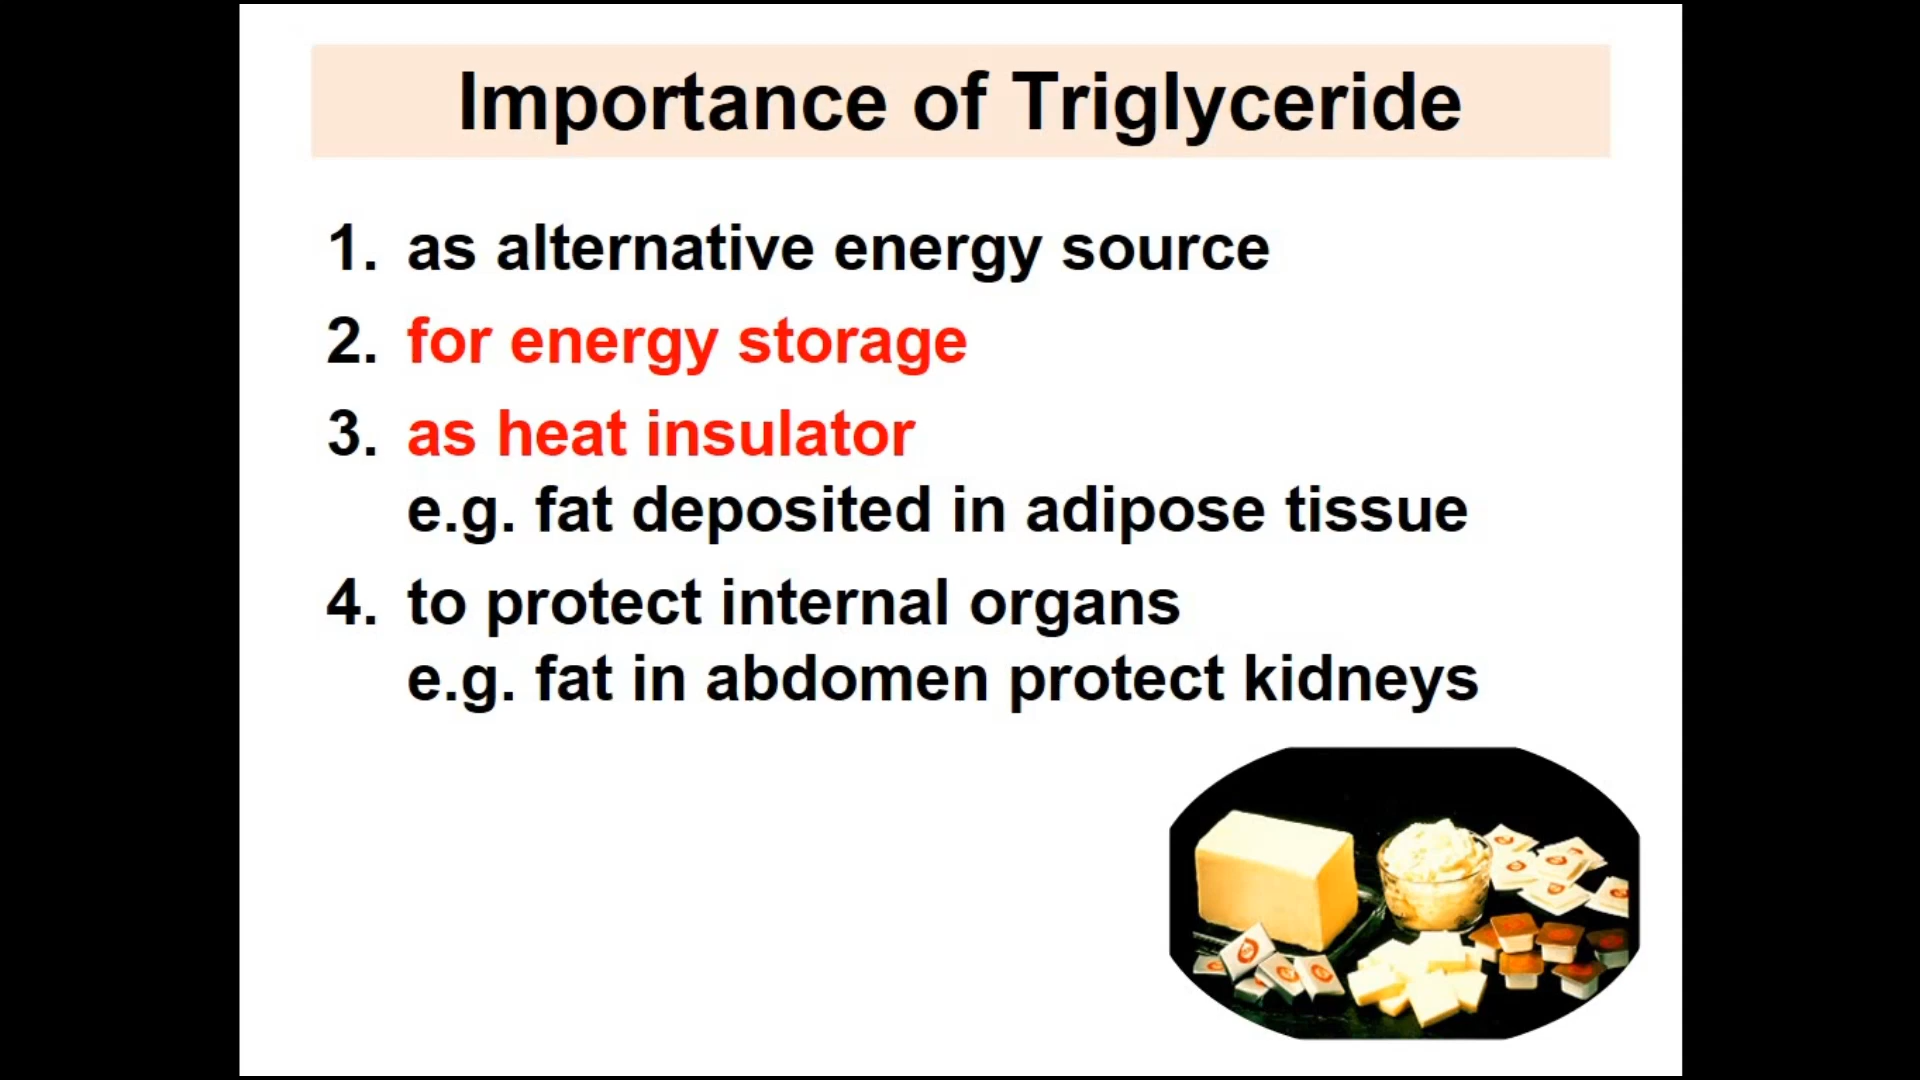 Importance of Triglyceride
1. as alternative energy source
2. for energy storage
3. as heat insulator
e.g. fat deposited in adipose tissue
4. to protect internal organs
e.g. fat in abdomen protect kidneys